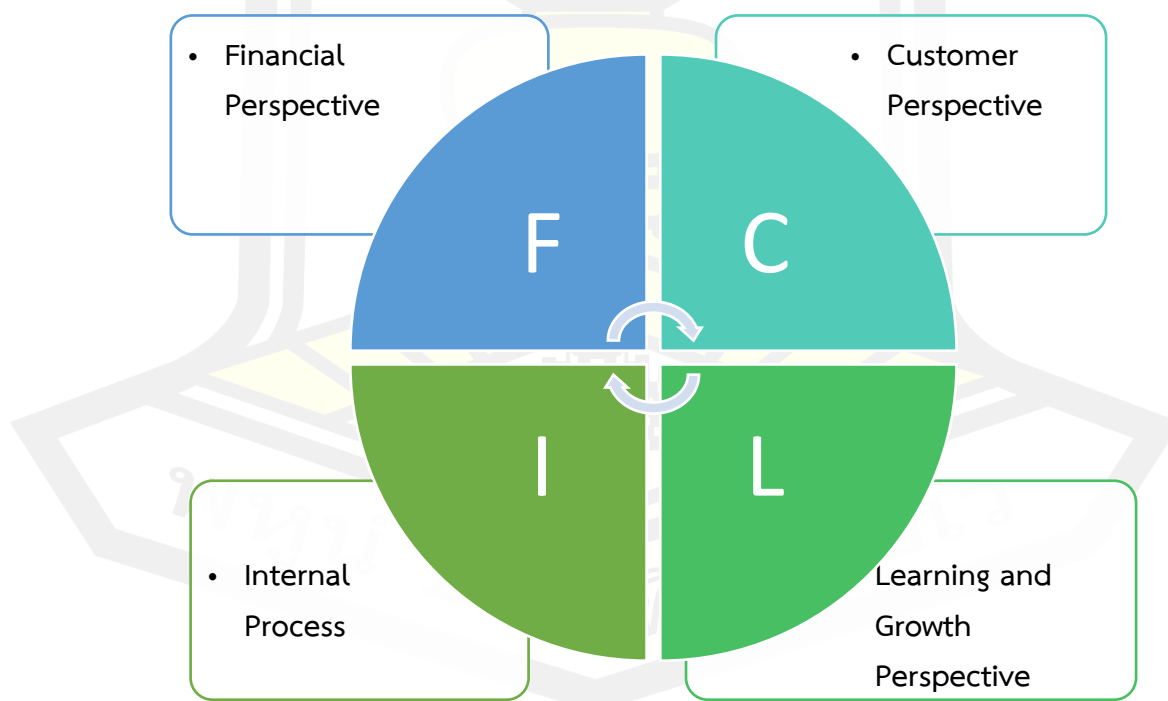 • Financial
Perspective
• Customer
Perspective
F
C
I
L
• Internal
Process
Learning and
Growth
Perspective